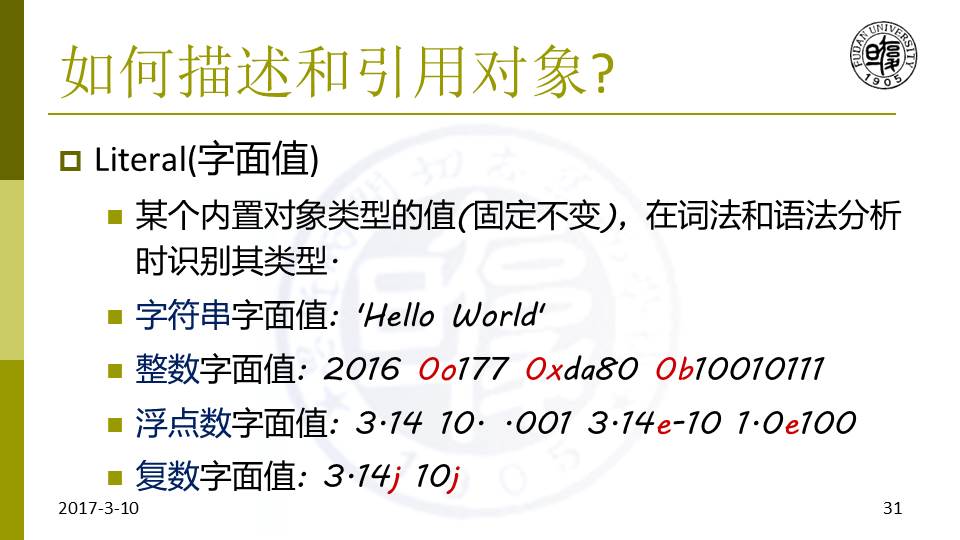 如何描述和引用对象?
FUDAN UNIVERSITY
1905
Literal(字面值)
某个内置对象类型的值(固定不变)，在词法和语法分析
时识别其类型.
字符串字面值: 'Hello World'
整数字面值: 2016 0o177 0xda80 0b10010111
浮点数字面值: 3.14 10. .001 3.14e-10 1.0e100
复数字面值: 3.14j 10j
2017-3-10
31